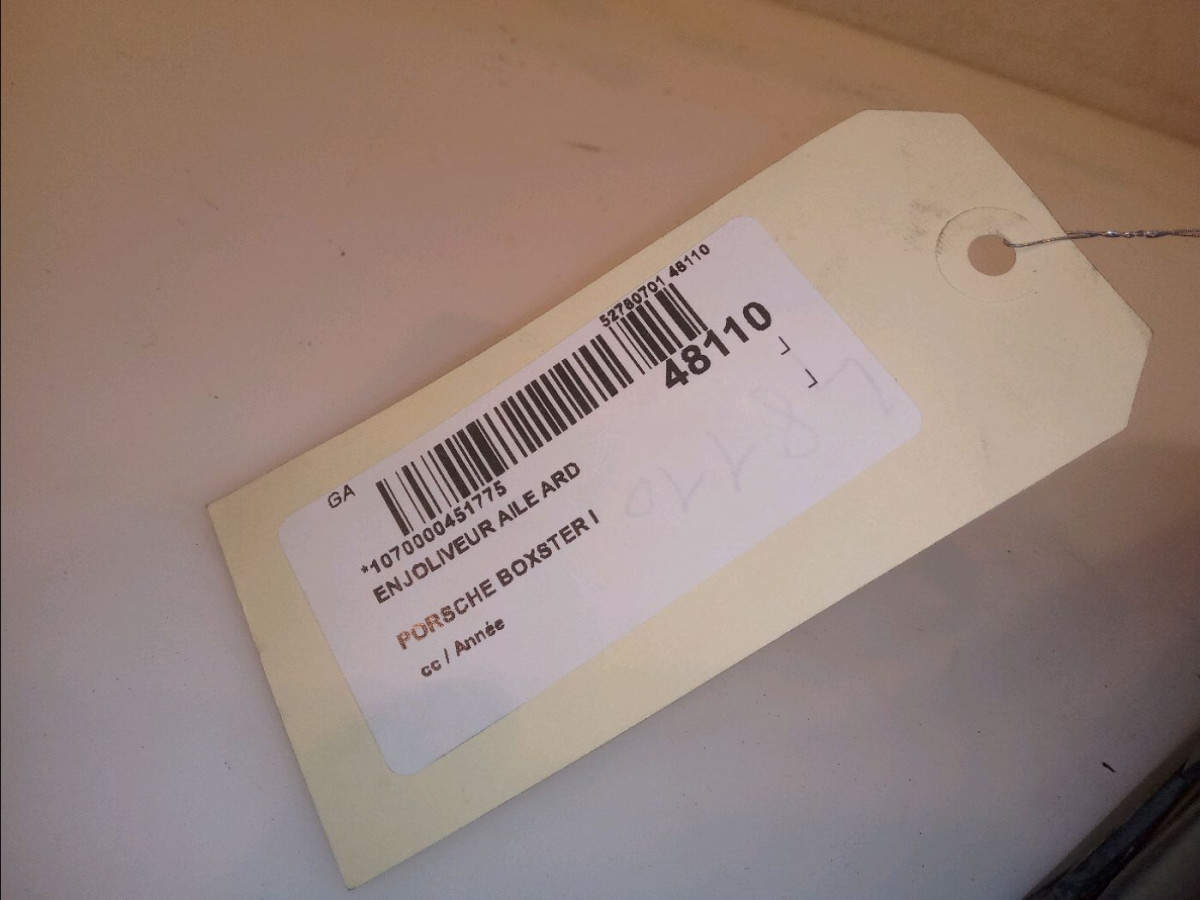 52780701 48110
48110
GA
*1070000451775
ENJOLIVEUR AILE ARD
PORSCHE BOXSTER I
cc / Année